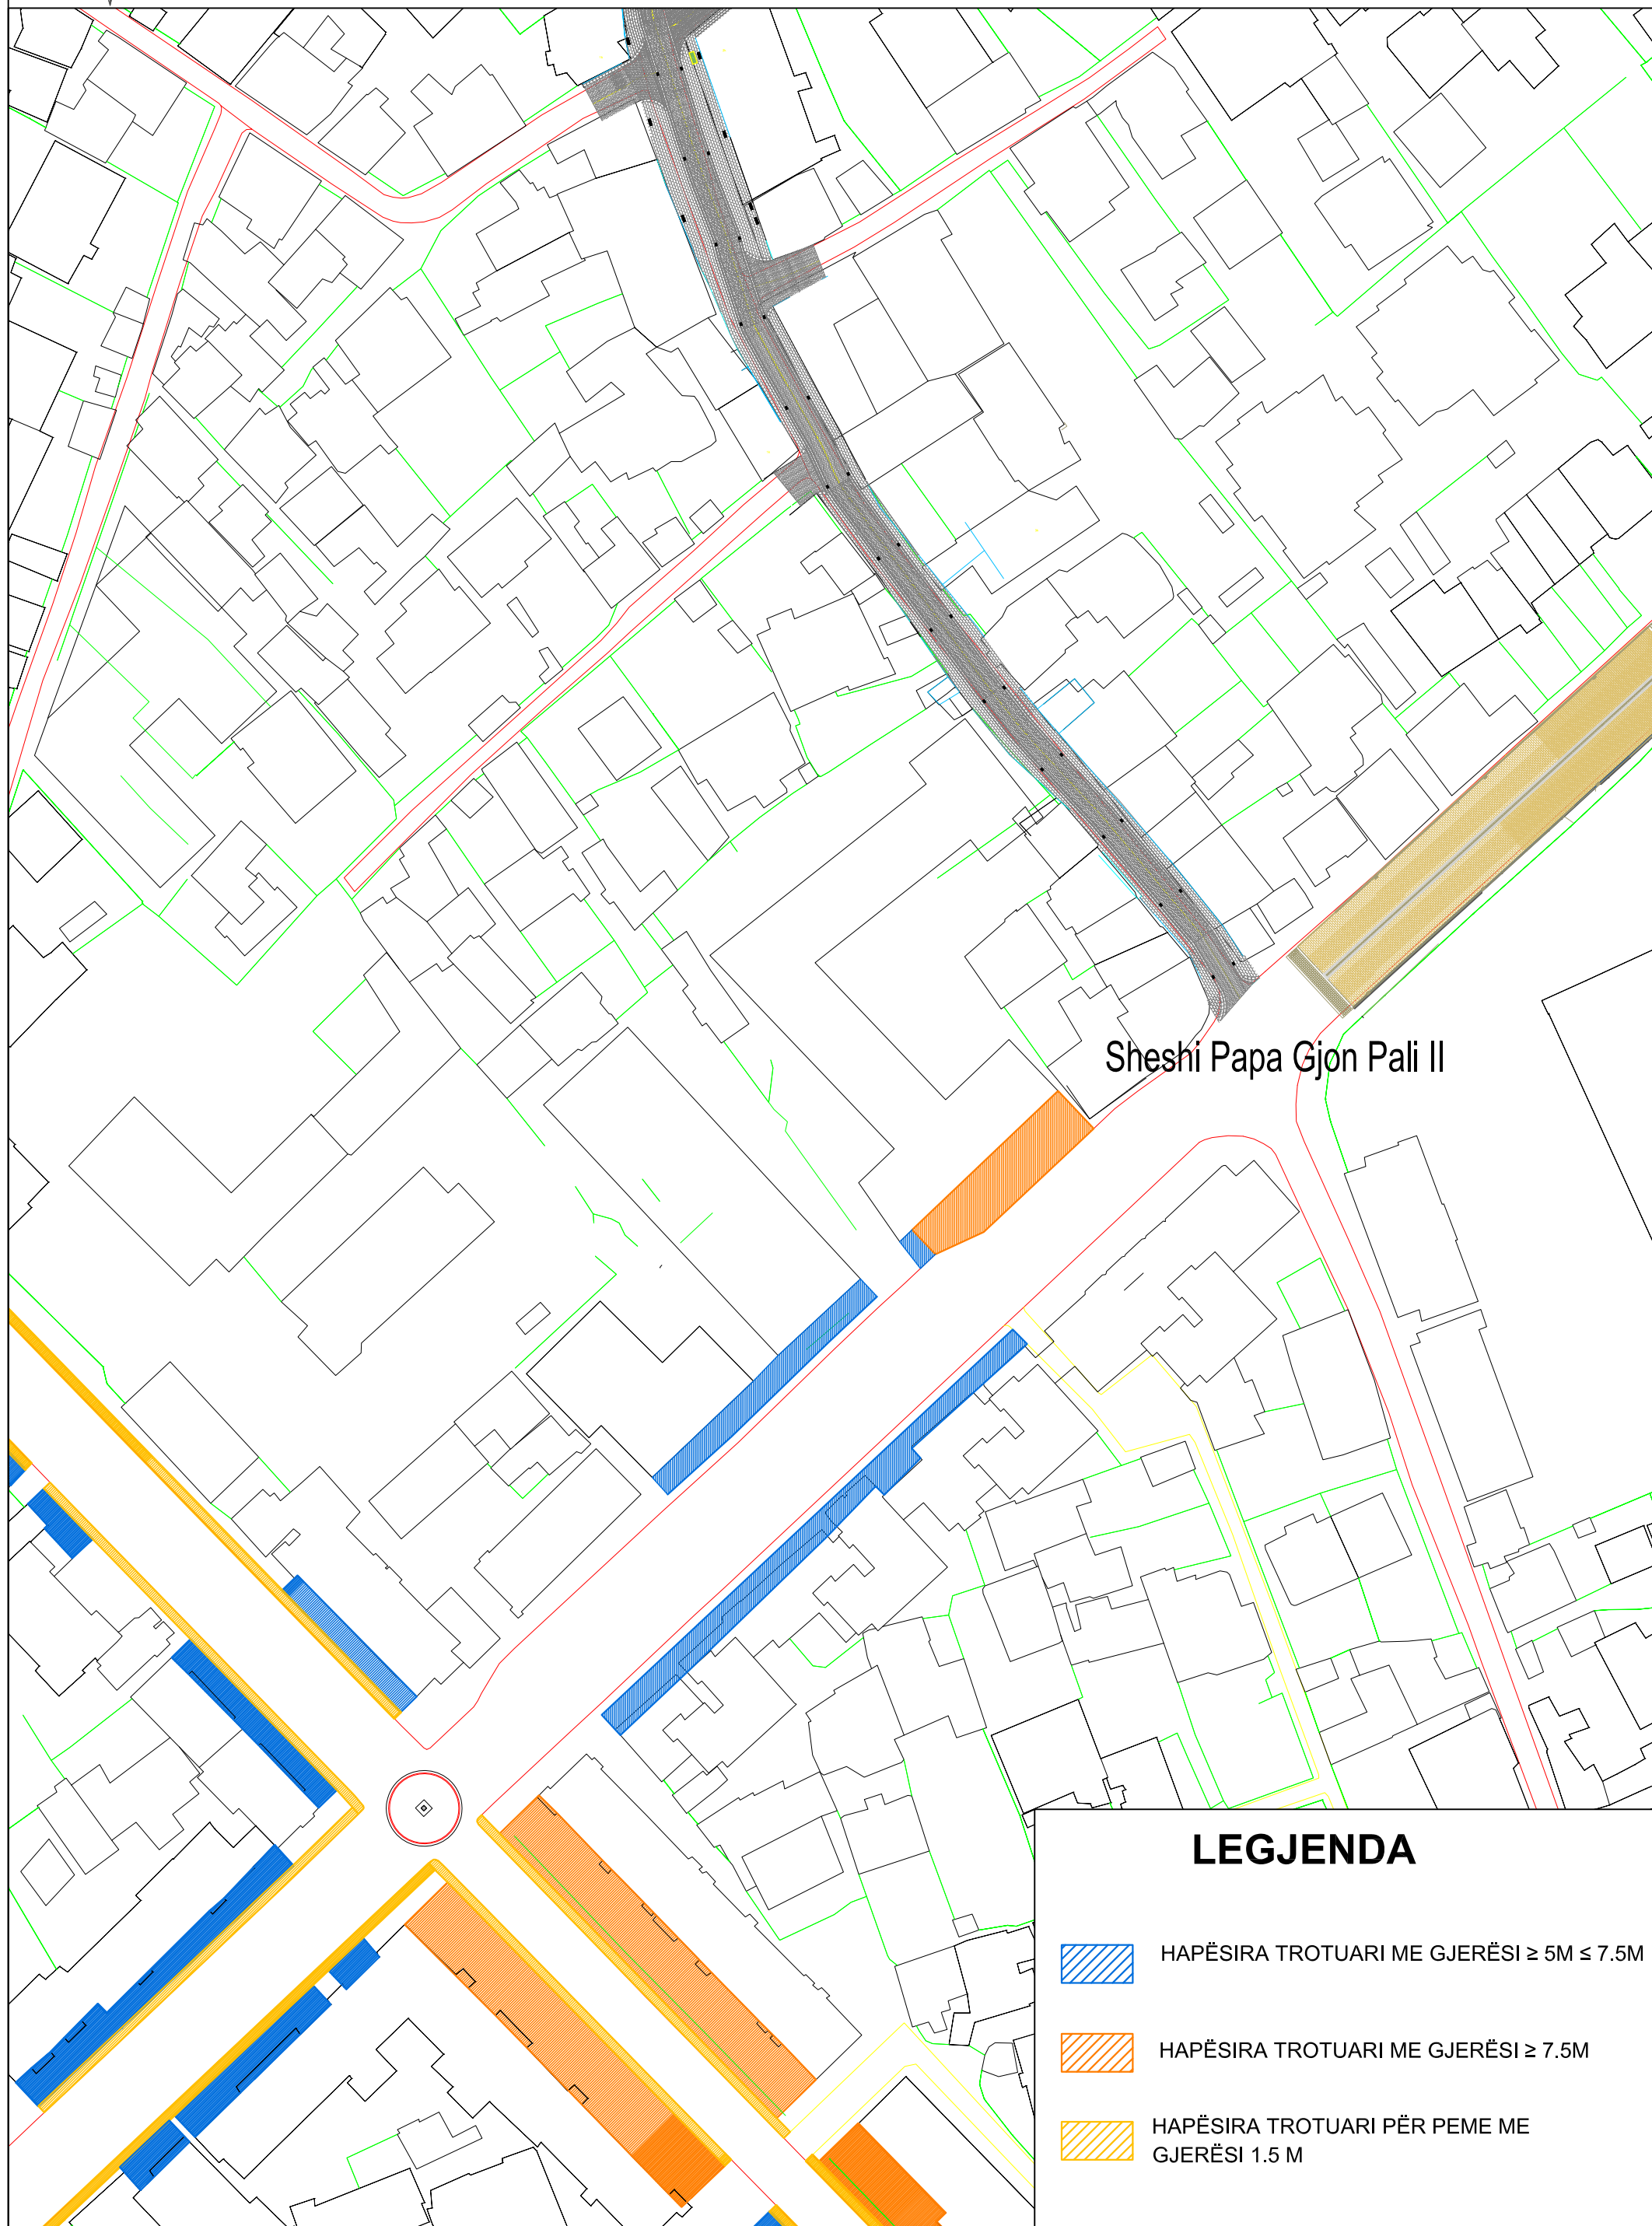 Sheshi Papa Gjon Pali II
LEGJENDA
HAPËSIRA TROTUARI ME GJERËSI ≥ 5M ≤ 7.5M
HAPËSIRA TROTUARI ME GJERËSI ≥ 7.5M
HAPËSIRA TROTUARI PËR PEME ME
GJERËSI 1.5 M